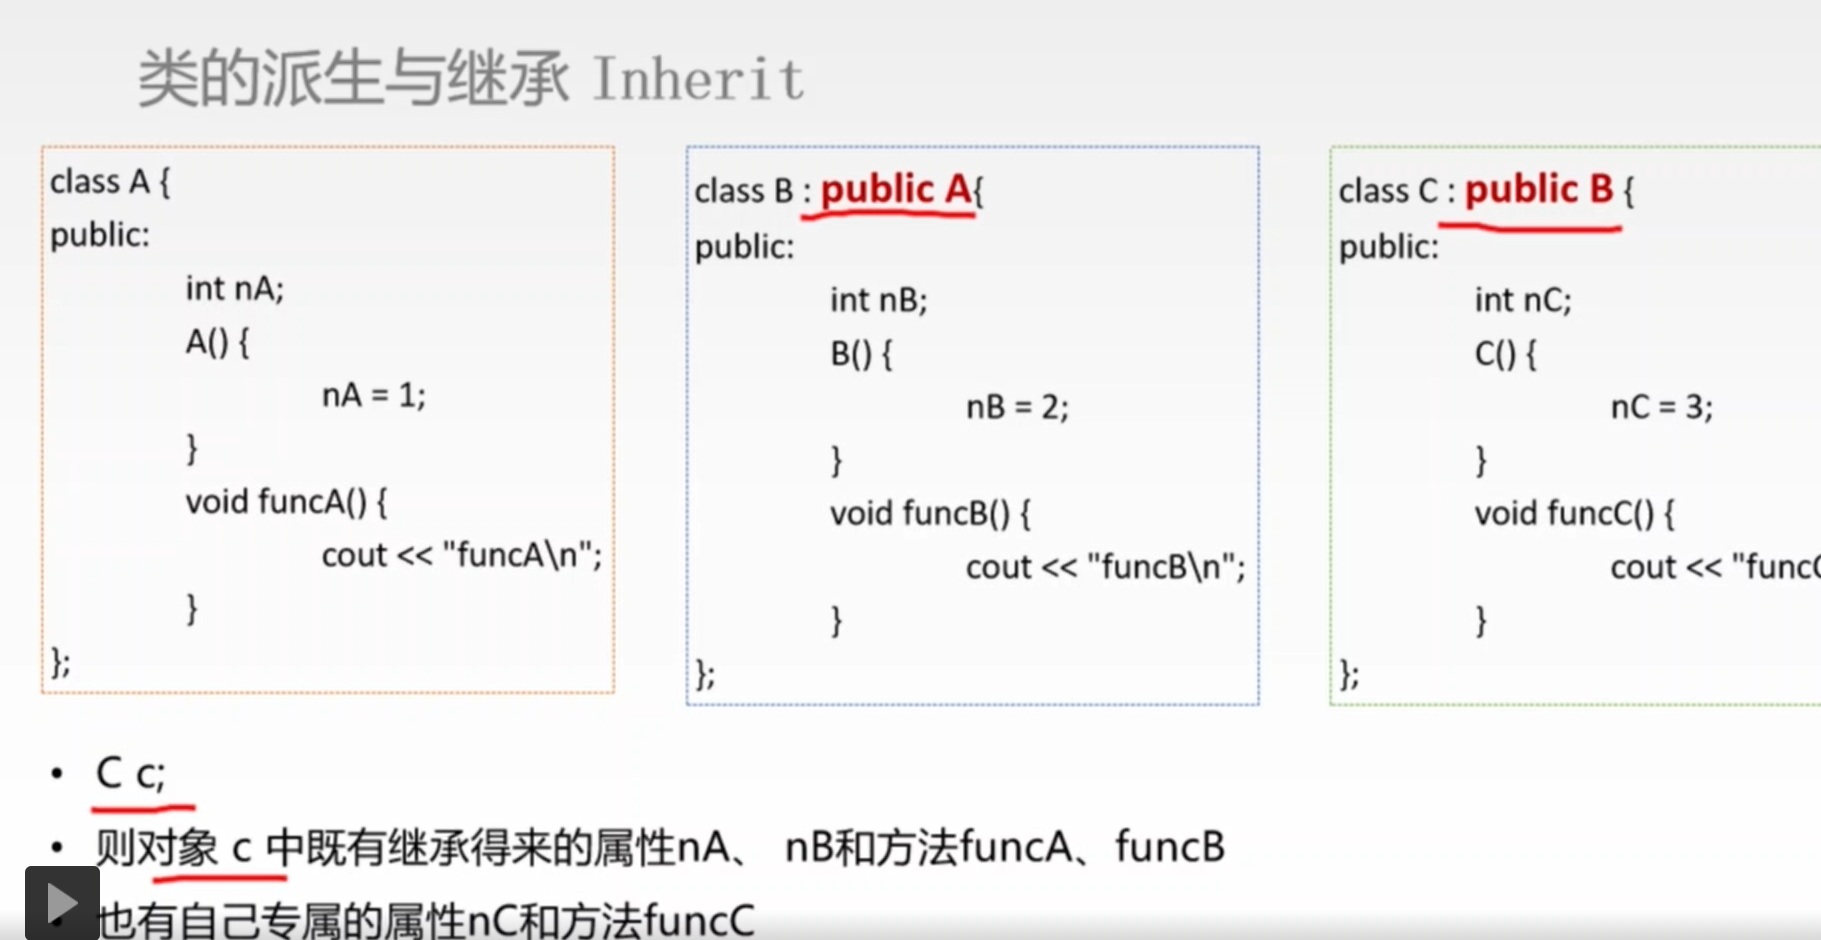 类的派生与继承 Inherit
class A {
public:
int nA;
A() {
nA = 1;
}
void funcA() {
cout << "funcA\n";
}
};
class B : public A{
public:
int nB;
B() {
nB = 2;
}
void funcB() {
cout << "funcB\n";
}
};
class C : public B {
public:
int nC;
C() {
nC = 3;
}
void funcC() {
cout << "func
}
};
• C c;
• 则对象 c 中既有继承得来的属性nA、 nB和方法funcA、funcB
• 也有自己专属的属性nC和方法funcC